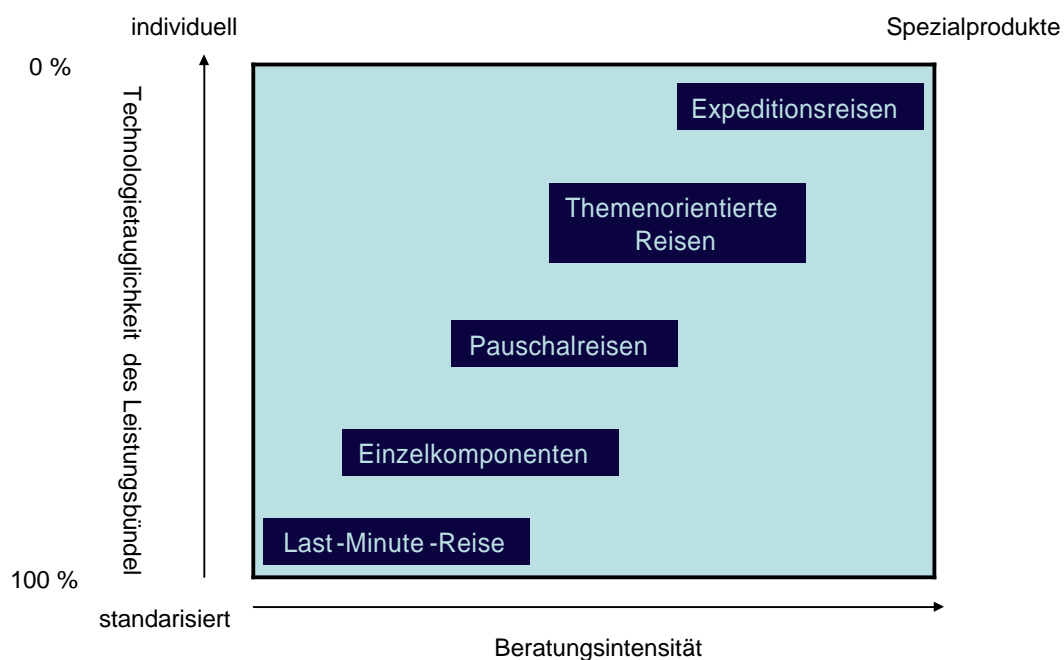 individuell
Spezialprodukte
0 %
Technologietauglichkeit des Leistungsbündel
Expeditionsreisen
Themenorientierte
Reisen
Pauschalreisen
Einzelkomponenten
Last-Minute-Reise
100 %
standarisiert
Beratungsintensität